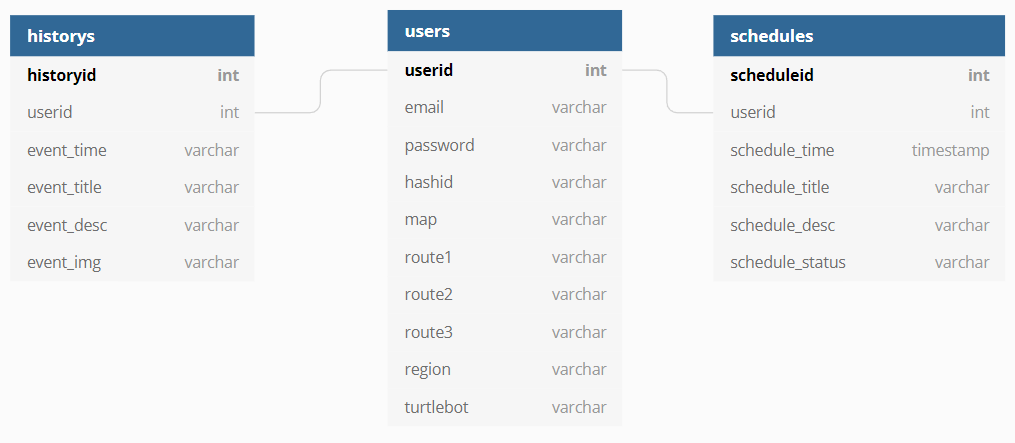 historys
historyid int
userid int
event_time varchar
event_title varchar
event_desc varchar
event_img varchar
users
userid int
email varchar
password varchar
hashid varchar
map varchar
route1 varchar
route2 varchar
route3 varchar
region varchar
turtlebot varchar
schedules
scheduleid int
userid int
schedule_time timestamp
schedule_title varchar
schedule_desc varchar
schedule_status varchar